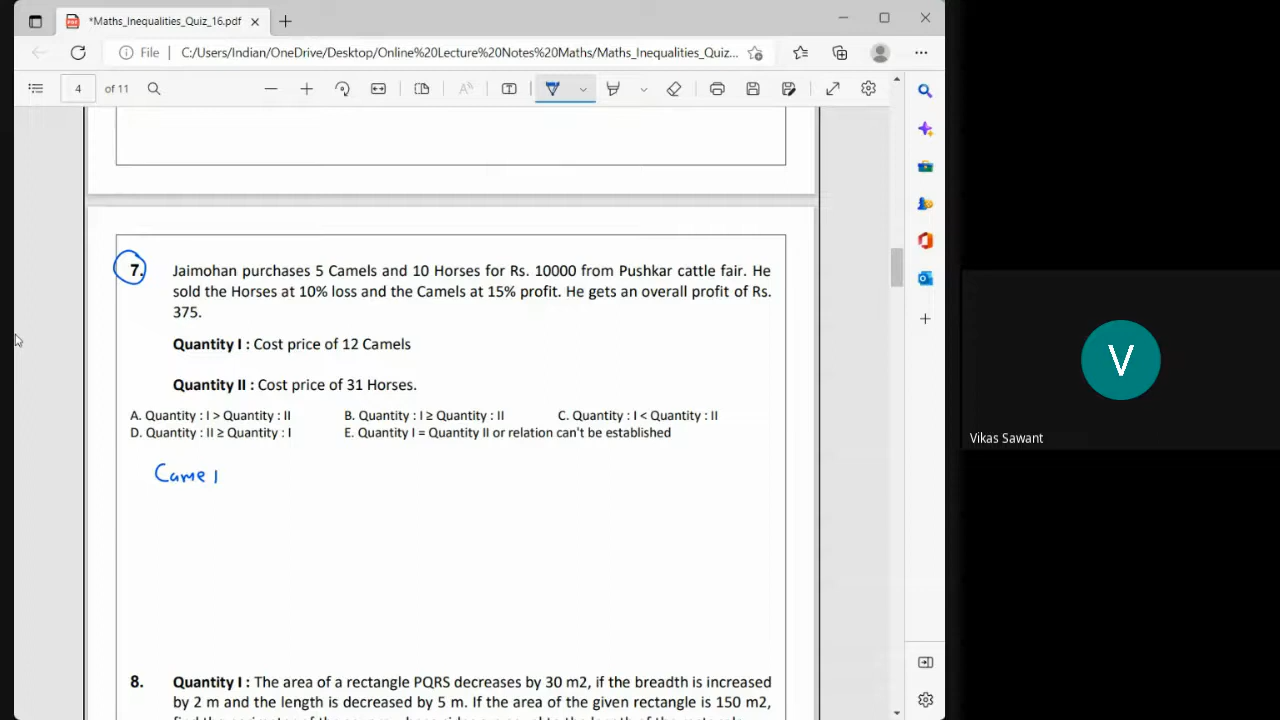 *Maths_Inequalities_Quiz_16.pdf
File C:/Users/Indian/OneDrive/Desktop/Online%20Lecture%20Notes%20Maths/Maths_Inequalities_Quiz...
4 of 11
7. Jaimohan purchases 5 Camels and 10 Horses for Rs. 10000 from Pushkar cattle fair. He
sold the Horses at 10% loss and the Camels at 15% profit. He gets an overall profit of Rs.
375.
Quantity I : Cost price of 12 Camels
Quantity II : Cost price of 31 Horses.
A. Quantity : I > Quantity : II B. Quantity : I ≥ Quantity : II C. Quantity : I < Quantity : II
D. Quantity : II ≥ Quantity : I E. Quantity I = Quantity II or relation can't be established
Camel
8. Quantity I : The area of a rectangle PQRS decreases by 30 m2, if the breadth is increased
by 2 m and the length is decreased by 5 m. If the area of the given rectangle is 150 m2,
V
Vikas Sawant